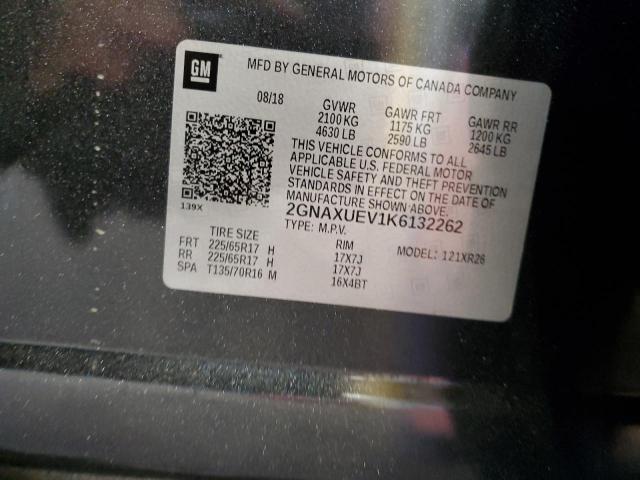 GM
MFD BY GENERAL MOTORS OF CANADA COMPANY
08/18
GVWR GAWR FRT GAWR RR
2100 KG 1175 KG 1200 KG
4630 LB 2590 LB 2645 LB
THIS VEHICLE CONFORMS TO ALL
APPLICABLE U.S. FEDERAL MOTOR
VEHICLE SAFETY AND THEFT PREVENTION
STANDARDS IN EFFECT ON THE DATE OF
MANUFACTURE SHOWN ABOVE.
139X
2GNAXUEV1K6132262
TYPE: M.P.V.
TIRE SIZE RIM MODEL: 121XR26
FRT 225/65R17 H 17X7J
RR 225/65R17 H 17X7J
SPA T135/70R16 M 16X4BT